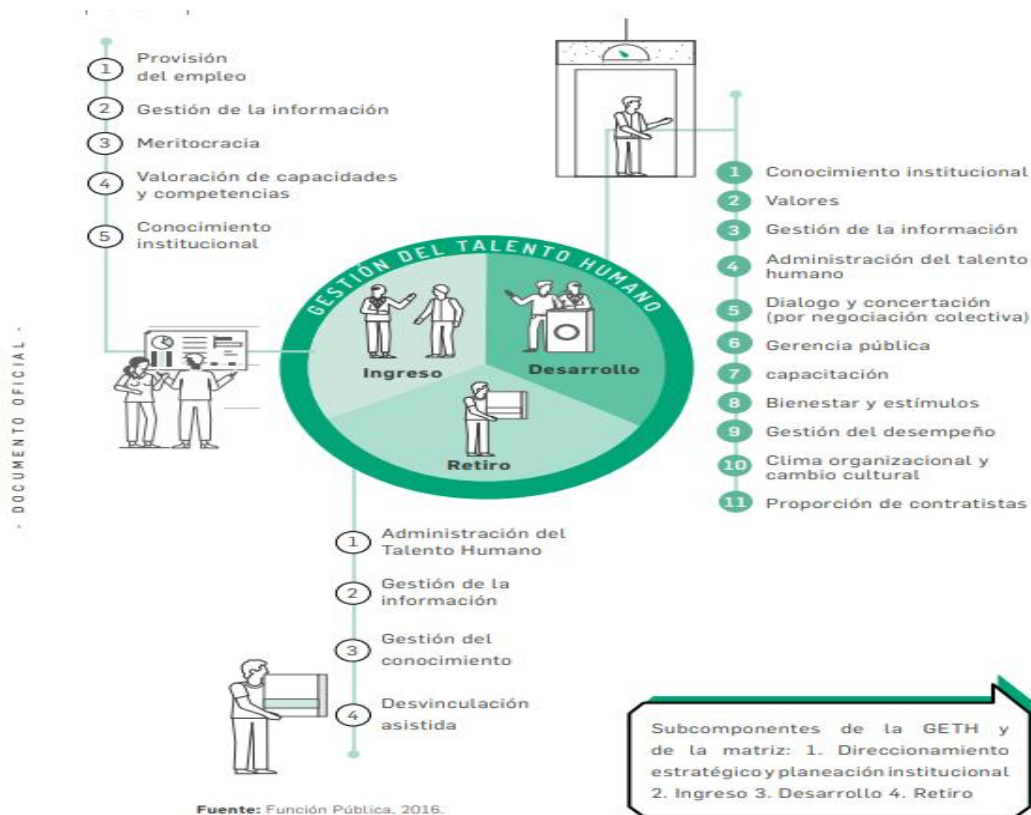 1 Provisión
del empleo
2 Gestión de la información
3 Meritocracia
4 Valoración de capacidades
y competencias
5 Conocimiento
institucional
1 Conocimiento institucional
2 Valores
3 Gestión de la información
4 Administración del talento
humano
5 Dialogo y concertación
(por negociación colectiva)
6 Gerencia pública
7 capacitación
8 Bienestar y estímulos
9 Gestión del desempeño
10 Clima organizacional y
cambio cultural
11 Proporción de contratistas
GESTIÓN DEL TALENTO HUMANO
Ingreso
Desarrollo
Retiro
- DOCUMENTO OFICIAL -
1 Administración del
Talento Humano
2 Gestión de la
información
3 Gestión del
conocimiento
4 Desvinculación
asistida
Subcomponentes de la GETH y
de la matriz: 1. Direccionamiento
estratégico y planeación institucional
2. Ingreso 3. Desarrollo 4. Retiro
Fuente: Función Pública, 2016.